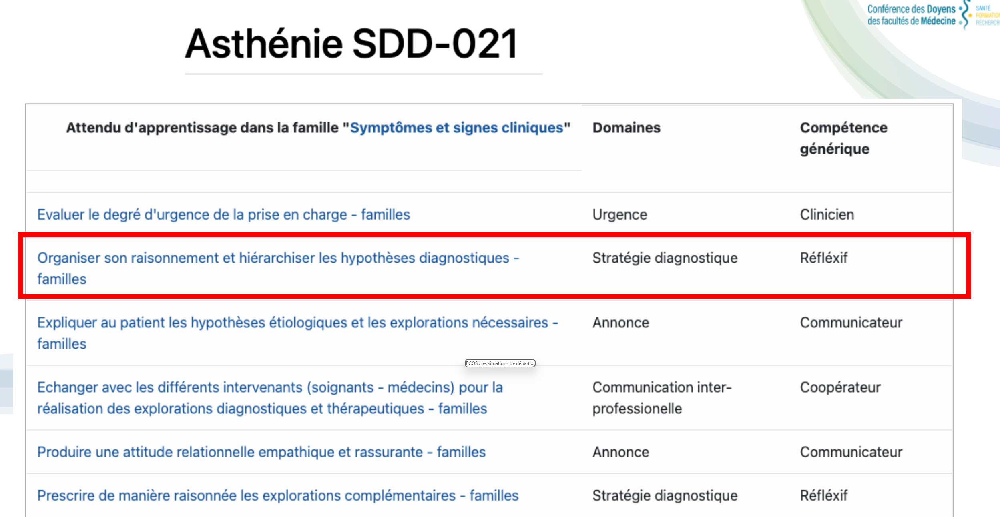 Conférence des Doyens
des facultés de Médecine
SANTÉ
FORMATION
RECHERCHE
Asthénie SDD-021
Attendu d'apprentissage dans la famille "Symptômes et signes cliniques"
Domaines
Compétence
générique
Evaluer le degré d'urgence de la prise en charge - familles
Urgence
Clinicien
Organiser son raisonnement et hiérarchiser les hypothèses diagnostiques -
familles
Stratégie diagnostique
Réfléxif
Expliquer au patient les hypothèses étiologiques et les explorations nécessaires -
familles
Annonce
Communicateur
ECOS : les situations de départ ...
Echanger avec les différents intervenants (soignants - médecins) pour la
réalisation des explorations diagnostiques et thérapeutiques - familles
Communication inter-
professionelle
Coopérateur
Produire une attitude relationnelle empathique et rassurante - familles
Annonce
Communicateur
Prescrire de manière raisonnée les explorations complémentaires - familles
Stratégie diagnostique
Réfléxif